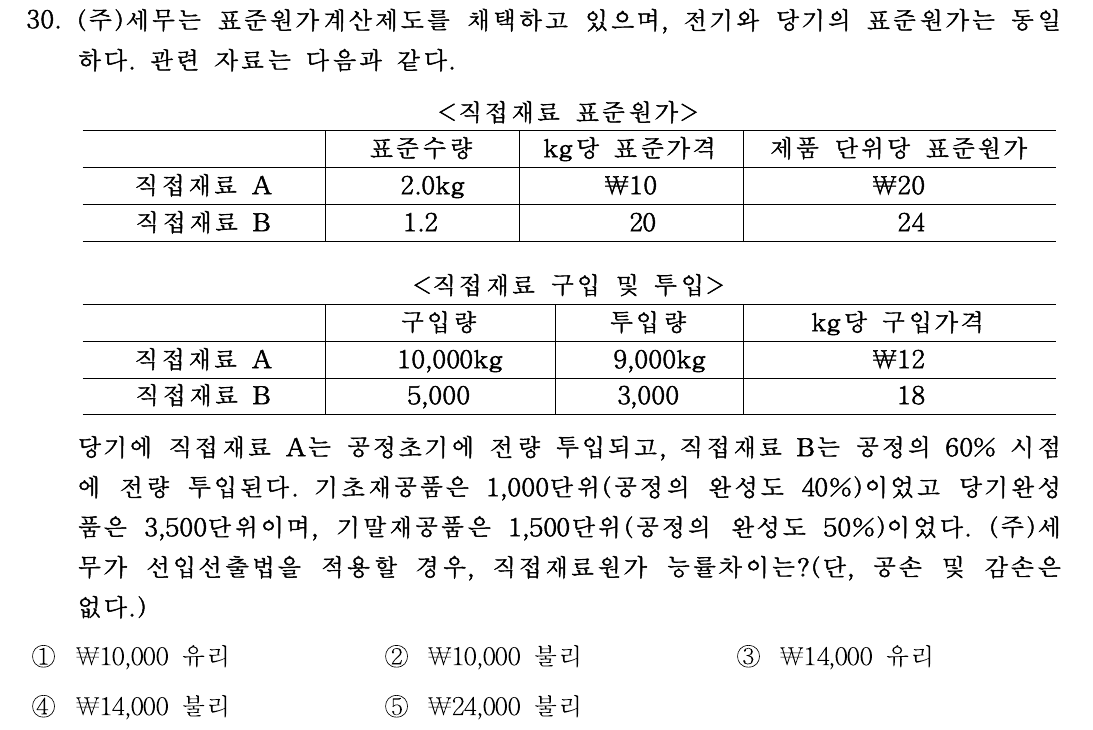 30. (주)세무는 표준원가계산제도를 채택하고 있으며, 전기와 당기의 표준원가는 동일
하다. 관련 자료는 다음과 같다.
<직접재료 표준원가>
표준수량 kg당 표준가격 제품 단위당 표준원가
직접재료 A 2.0kg ₩10 ₩20
직접재료 B 1.2 20 24
<직접재료 구입 및 투입>
구입량 투입량 kg당 구입가격
직접재료 A 10,000kg 9,000kg ₩12
직접재료 B 5,000 3,000 18
당기에 직접재료 A는 공정초기에 전량 투입되고, 직접재료 B는 공정의 60% 시점
에 전량 투입된다. 기초재공품은 1,000단위(공정의 완성도 40%)이었고 당기완성
품은 3,500단위이며, 기말재공품은 1,500단위(공정의 완성도 50%)이었다. (주)세
무가 선입선출법을 적용할 경우, 직접재료원가 능률차이는?(단, 공손 및 감손은
없다.)
① ₩10,000 유리 ② ₩10,000 불리 ③ ₩14,000 유리
④ ₩14,000 불리 ⑤ ₩24,000 불리